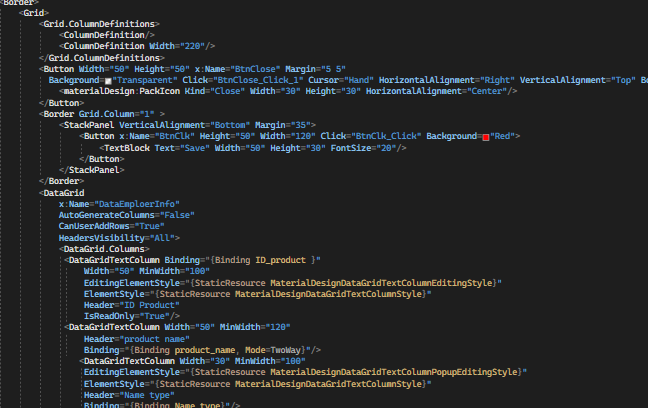 <Border>
<Grid>
<Grid.ColumnDefinitions>
<ColumnDefinition/>
<ColumnDefinition Width="220"/>
</Grid.ColumnDefinitions>
<Button Width="50" Height="50" x:Name="BtnClose" Margin="5 5"
Background="Transparent" Click="BtnClose_Click_1" Cursor="Hand" HorizontalAlignment="Right" VerticalAlignment="Top" Bo
<materialDesign:PackIcon Kind="Close" Width="30" Height="30" HorizontalAlignment="Center"/>
</Button>
<Border Grid.Column="1" >
<StackPanel VerticalAlignment="Bottom" Margin="35">
<Button x:Name="BtnClk" Height="50" Width="120" Click="BtnClk_Click" Background="Red">
<TextBlock Text="Save" Width="50" Height="30" FontSize="20"/>
</Button>
</StackPanel>
</Border>
<DataGrid
x:Name="DataEmploerInfo"
AutoGenerateColumns="False"
CanUserAddRows="True"
HeadersVisibility="All">
<DataGrid.Columns>
<DataGridTextColumn Binding="{Binding ID_product }"
Width="50" MinWidth="100"
EditingElementStyle="{StaticResource MaterialDesignDataGridTextColumnEditingStyle}"
ElementStyle="{StaticResource MaterialDesignDataGridTextColumnStyle}"
Header="ID Product"
IsReadOnly="True"/>
<DataGridTextColumn Width="50" MinWidth="120"
Header="product name"
Binding="{Binding product_name, Mode=TwoWay}"/>
<DataGridTextColumn Width="30" MinWidth="100"
EditingElementStyle="{StaticResource MaterialDesignDataGridTextColumnPopupEditingStyle}"
ElementStyle="{StaticResource MaterialDesignDataGridTextColumnStyle}"
Header="Name type"
Binding="{Binding Name_type}"/>